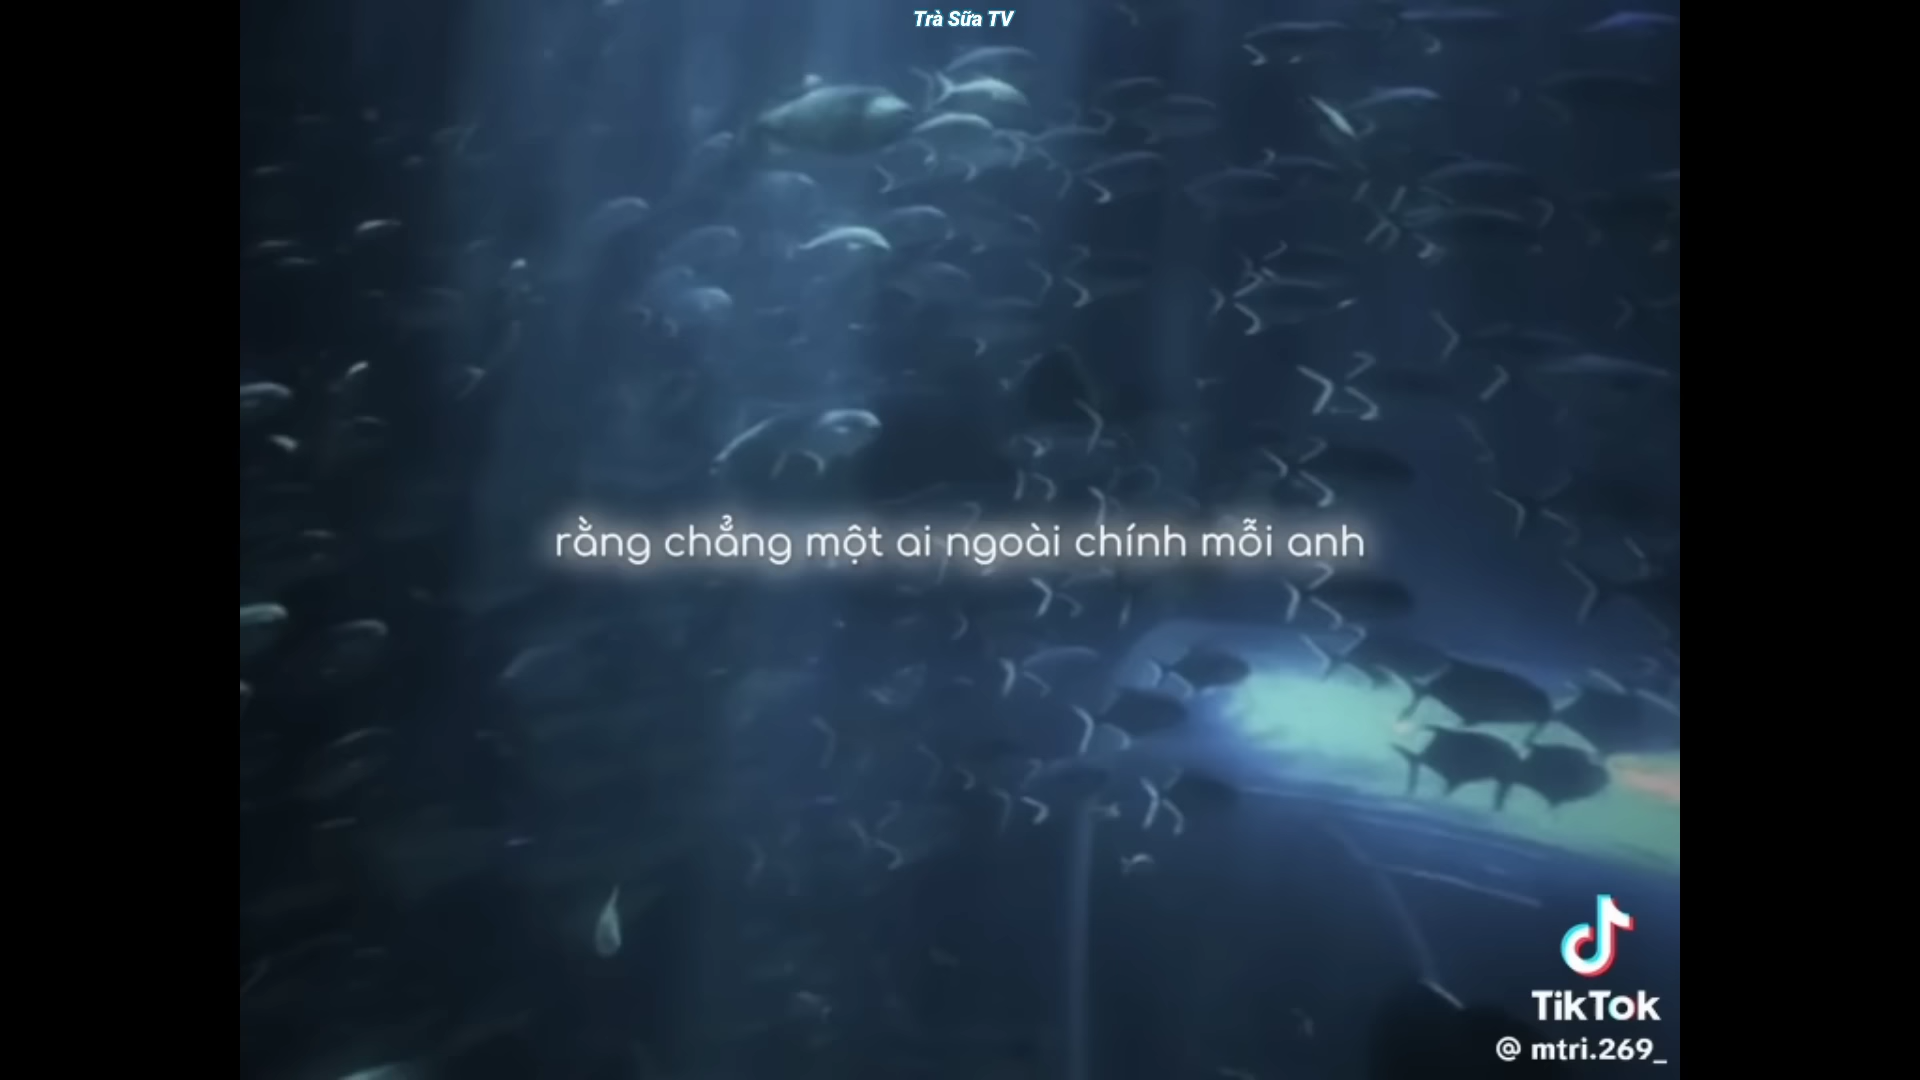 Trà Sữa TV
rằng chẳng một ai ngoài chính mỗi anh
TikTok
@ mtri.269_